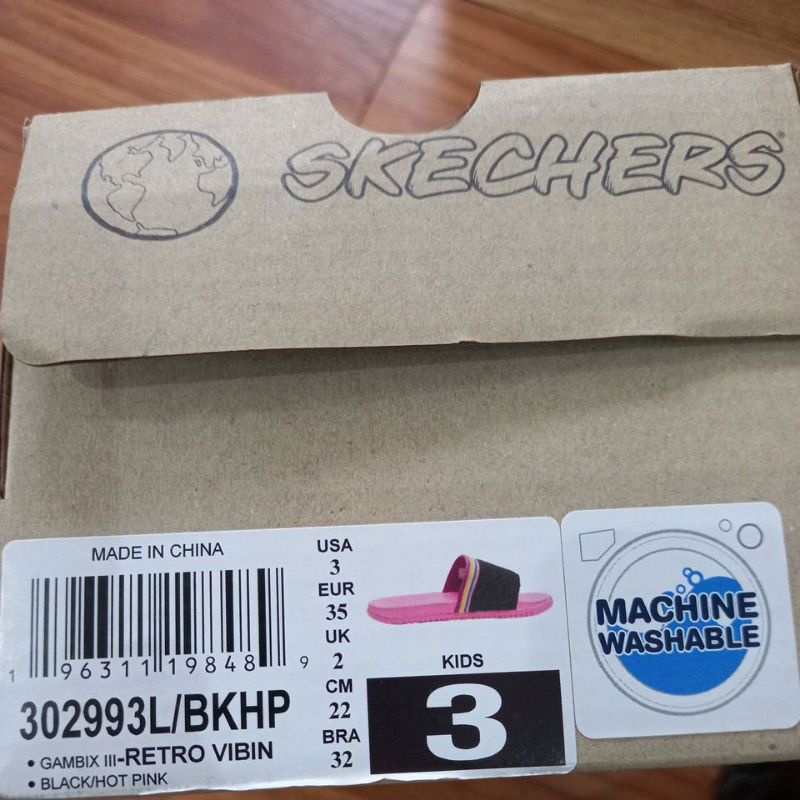 SKECHERS®
MADE IN CHINA
1 96311 19848 9
302993L/BKHP
• GAMBIX III-RETRO VIBIN
• BLACK/HOT PINK
USA
3
EUR
35
UK
2
CM
22
BRA
32
KIDS
3
MACHINE
WASHABLE